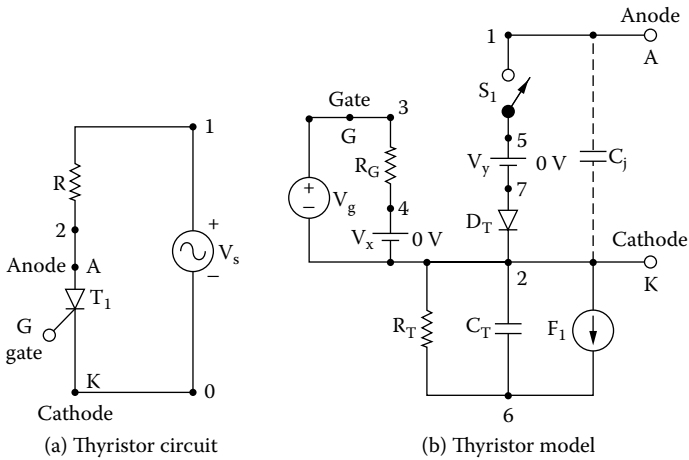 1
R
2
Anode
A
T1
G
gate
K
Cathode
0
+
Vs
−
(a) Thyristor circuit
Anode
1
A
S1
Gate
3
G
5
RG
Vy
0 V
Cj
+
−
Vg
7
4
DT
Vx
0 V
Cathode
2
K
RT
CT
F1
6
(b) Thyristor model